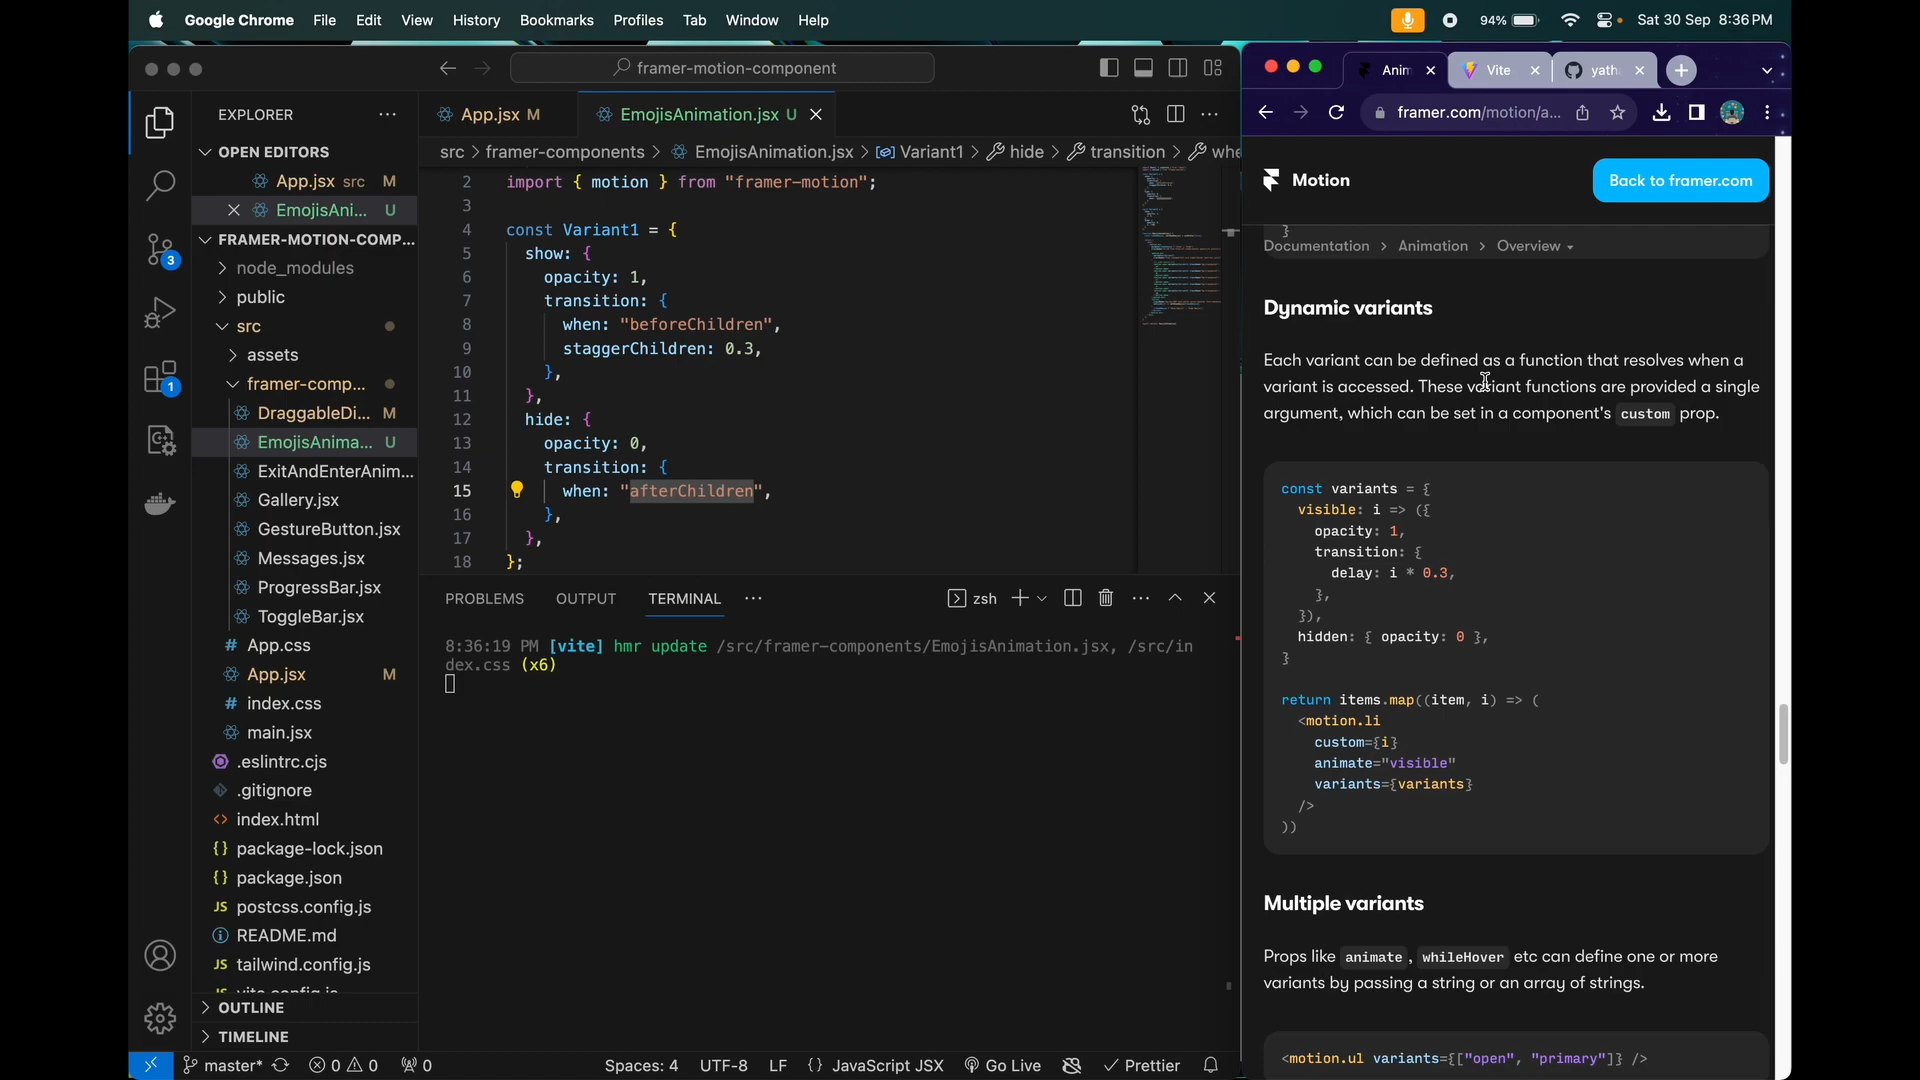 Google Chrome File Edit View History Bookmarks Profiles Tab Window Help
94% Sat 30 Sep 8:36 PM
framer-motion-component
EXPLORER
OPEN EDITORS
App.jsx src M
EmojisAni... U
FRAMER-MOTION-COMP...
3
node_modules
public
src
assets
1
framer-comp...
DraggableDi... M
EmojisAnima... U
ExitAndEnterAnim...
Gallery.jsx
GestureButton.jsx
Messages.jsx
ProgressBar.jsx
ToggleBar.jsx
# App.css
App.jsx M
# index.css
main.jsx
.eslintrc.cjs
.gitignore
<> index.html
{} package-lock.json
{} package.json
JS postcss.config.js
README.md
JS tailwind.config.js
JS vite.config.js
OUTLINE
TIMELINE
App.jsx M
EmojisAnimation.jsx U
src > framer-components > EmojisAnimation.jsx > Variant1 > hide > transition > whe
2 import { motion } from "framer-motion";
3
4 const Variant1 = {
5 show: {
6 opacity: 1,
7 transition: {
8 when: "beforeChildren",
9 staggerChildren: 0.3,
10 },
11 },
12 hide: {
13 opacity: 0,
14 transition: {
15 when: "afterChildren",
16 },
17 },
18 };
PROBLEMS OUTPUT TERMINAL zsh
8:36:19 PM [vite] hmr update /src/framer-components/EmojisAnimation.jsx, /src/in
dex.css (x6)
master* 0 0 0 Spaces: 4 UTF-8 LF {} JavaScript JSX Go Live Prettier
Anim Vite yath
framer.com/motion/a...
Motion
Back to framer.com
}
Documentation > Animation > Overview
Dynamic variants
Each variant can be defined as a function that resolves when a
variant is accessed. These variant functions are provided a single
argument, which can be set in a component's custom prop.
const variants = {
visible: i => ({
opacity: 1,
transition: {
delay: i * 0.3,
},
}),
hidden: { opacity: 0 },
}
return items.map((item, i) => (
<motion.li
custom={i}
animate="visible"
variants={variants}
/>
))
Multiple variants
Props like animate, whileHover etc can define one or more
variants by passing a string or an array of strings.
<motion.ul variants={["open", "primary"]} />